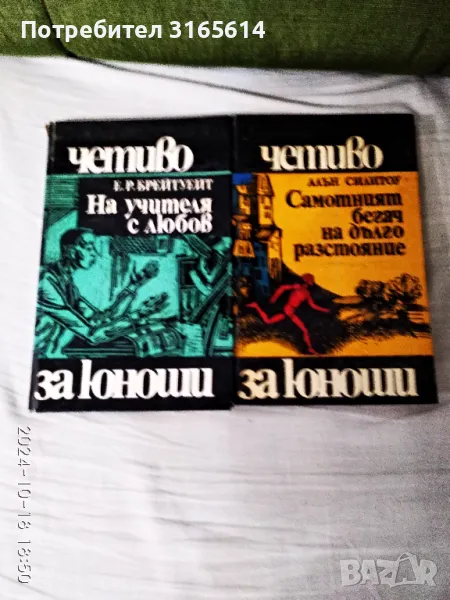 Потребител 3165614
четиво
Е. Р. БРЕЙТУЕЙТ
На учителя
с любов
за юноши
четиво
АЛЪН СИЛИТОУ
Самотният
бегач
на дълго
разстояние
за юноши
2024-10-18 18:50
BAZAR